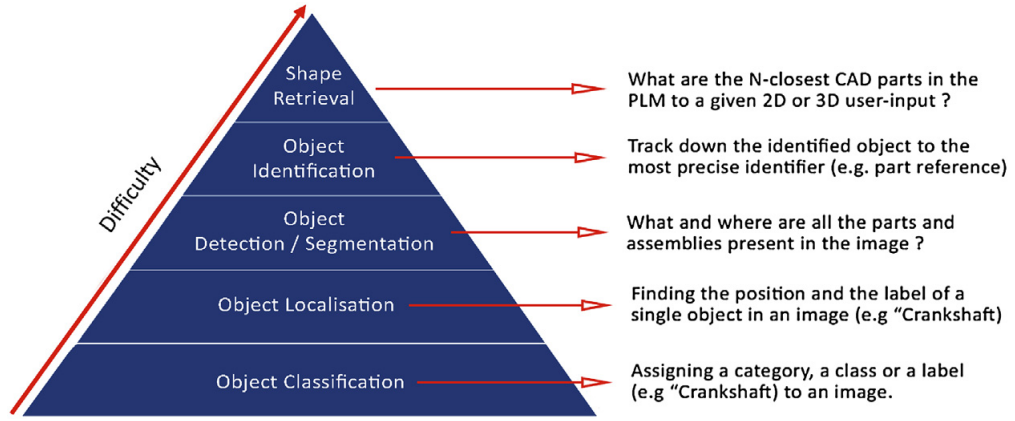 Difficulty
Shape
Retrieval
What are the N-closest CAD parts in the
PLM to a given 2D or 3D user-input ?
Object
Identification
Track down the identified object to the
most precise identifier (e.g. part reference)
Object
Detection / Segmentation
What and where are all the parts and
assemblies present in the image ?
Object Localisation
Finding the position and the label of a
single object in an image (e.g “Crankshaft)
Object Classification
Assigning a category, a class or a label
(e.g “Crankshaft) to an image.